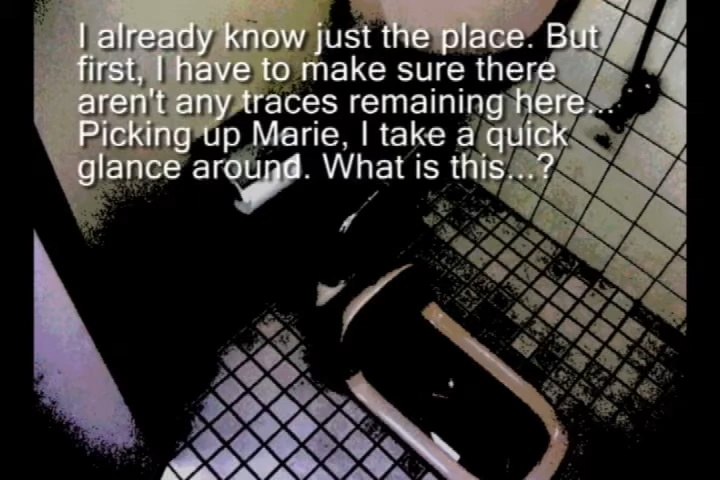 I already know just the place. But
first, I have to make sure there
aren't any traces remaining here...
Picking up Marie, I take a quick
glance around. What is this...?